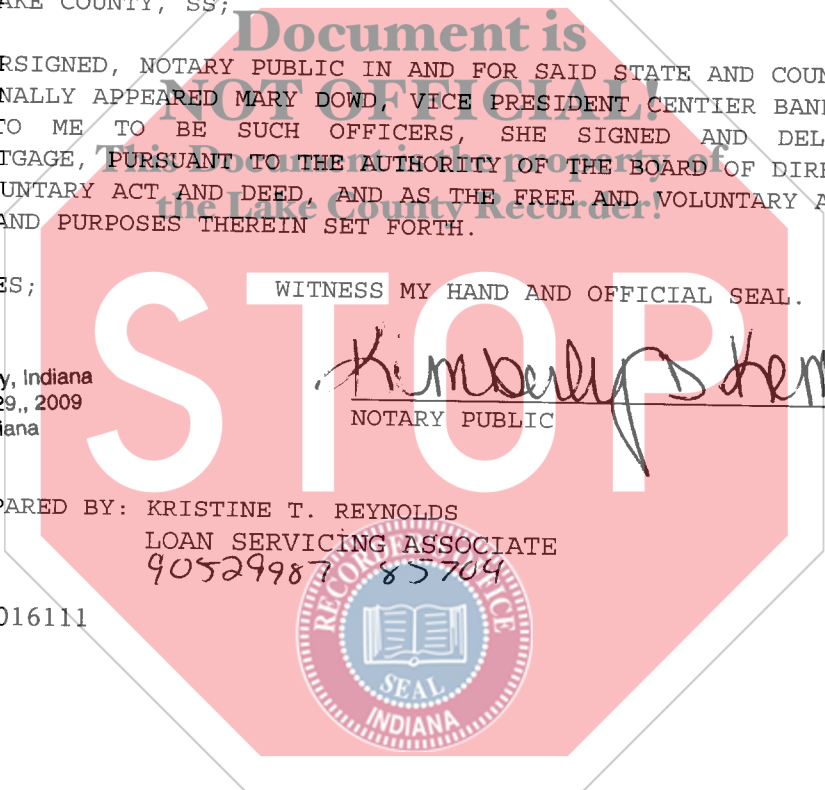 AKE COUNTY, SS;
Document is
RSIGNED, NOTARY PUBLIC IN AND FOR SAID STATE AND COUN
NOT OFFICIAL!
NALLY APPEARED MARY DOWD, VICE PRESIDENT CENTIER BAN
TO ME TO BE SUCH OFFICERS, SHE SIGNED AND DEL
This Document is the property of
TGAGE, PURSUANT TO THE AUTHORITY OF THE BOARD OF DIRE
UNTARY ACT AND DEED, AND AS THE FREE AND VOLUNTARY A
the Lake County Recorder!
AND PURPOSES THEREIN SET FORTH.
ES; WITNESS MY HAND AND OFFICIAL SEAL.
STOP
y, Indiana
29,, 2009
iana
Kimberly D Kem
NOTARY PUBLIC
PARED BY: KRISTINE T. REYNOLDS
LOAN SERVICING ASSOCIATE
90529987 85704
016111
RECORDER'S OFFICE
SEAL
INDIANA